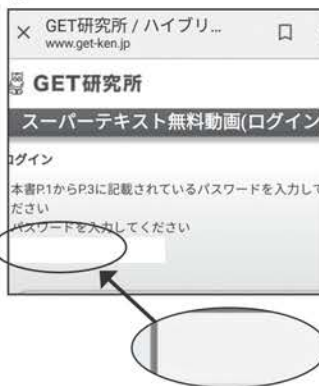 × GET研究所 / ハイブリ...
www.get-ken.jp
GET研究所
スーパーテキスト無料動画(ログイン
ログイン
本書P.1からP.3に記載されているパスワードを入力して
ださい
パスワードを入力してください